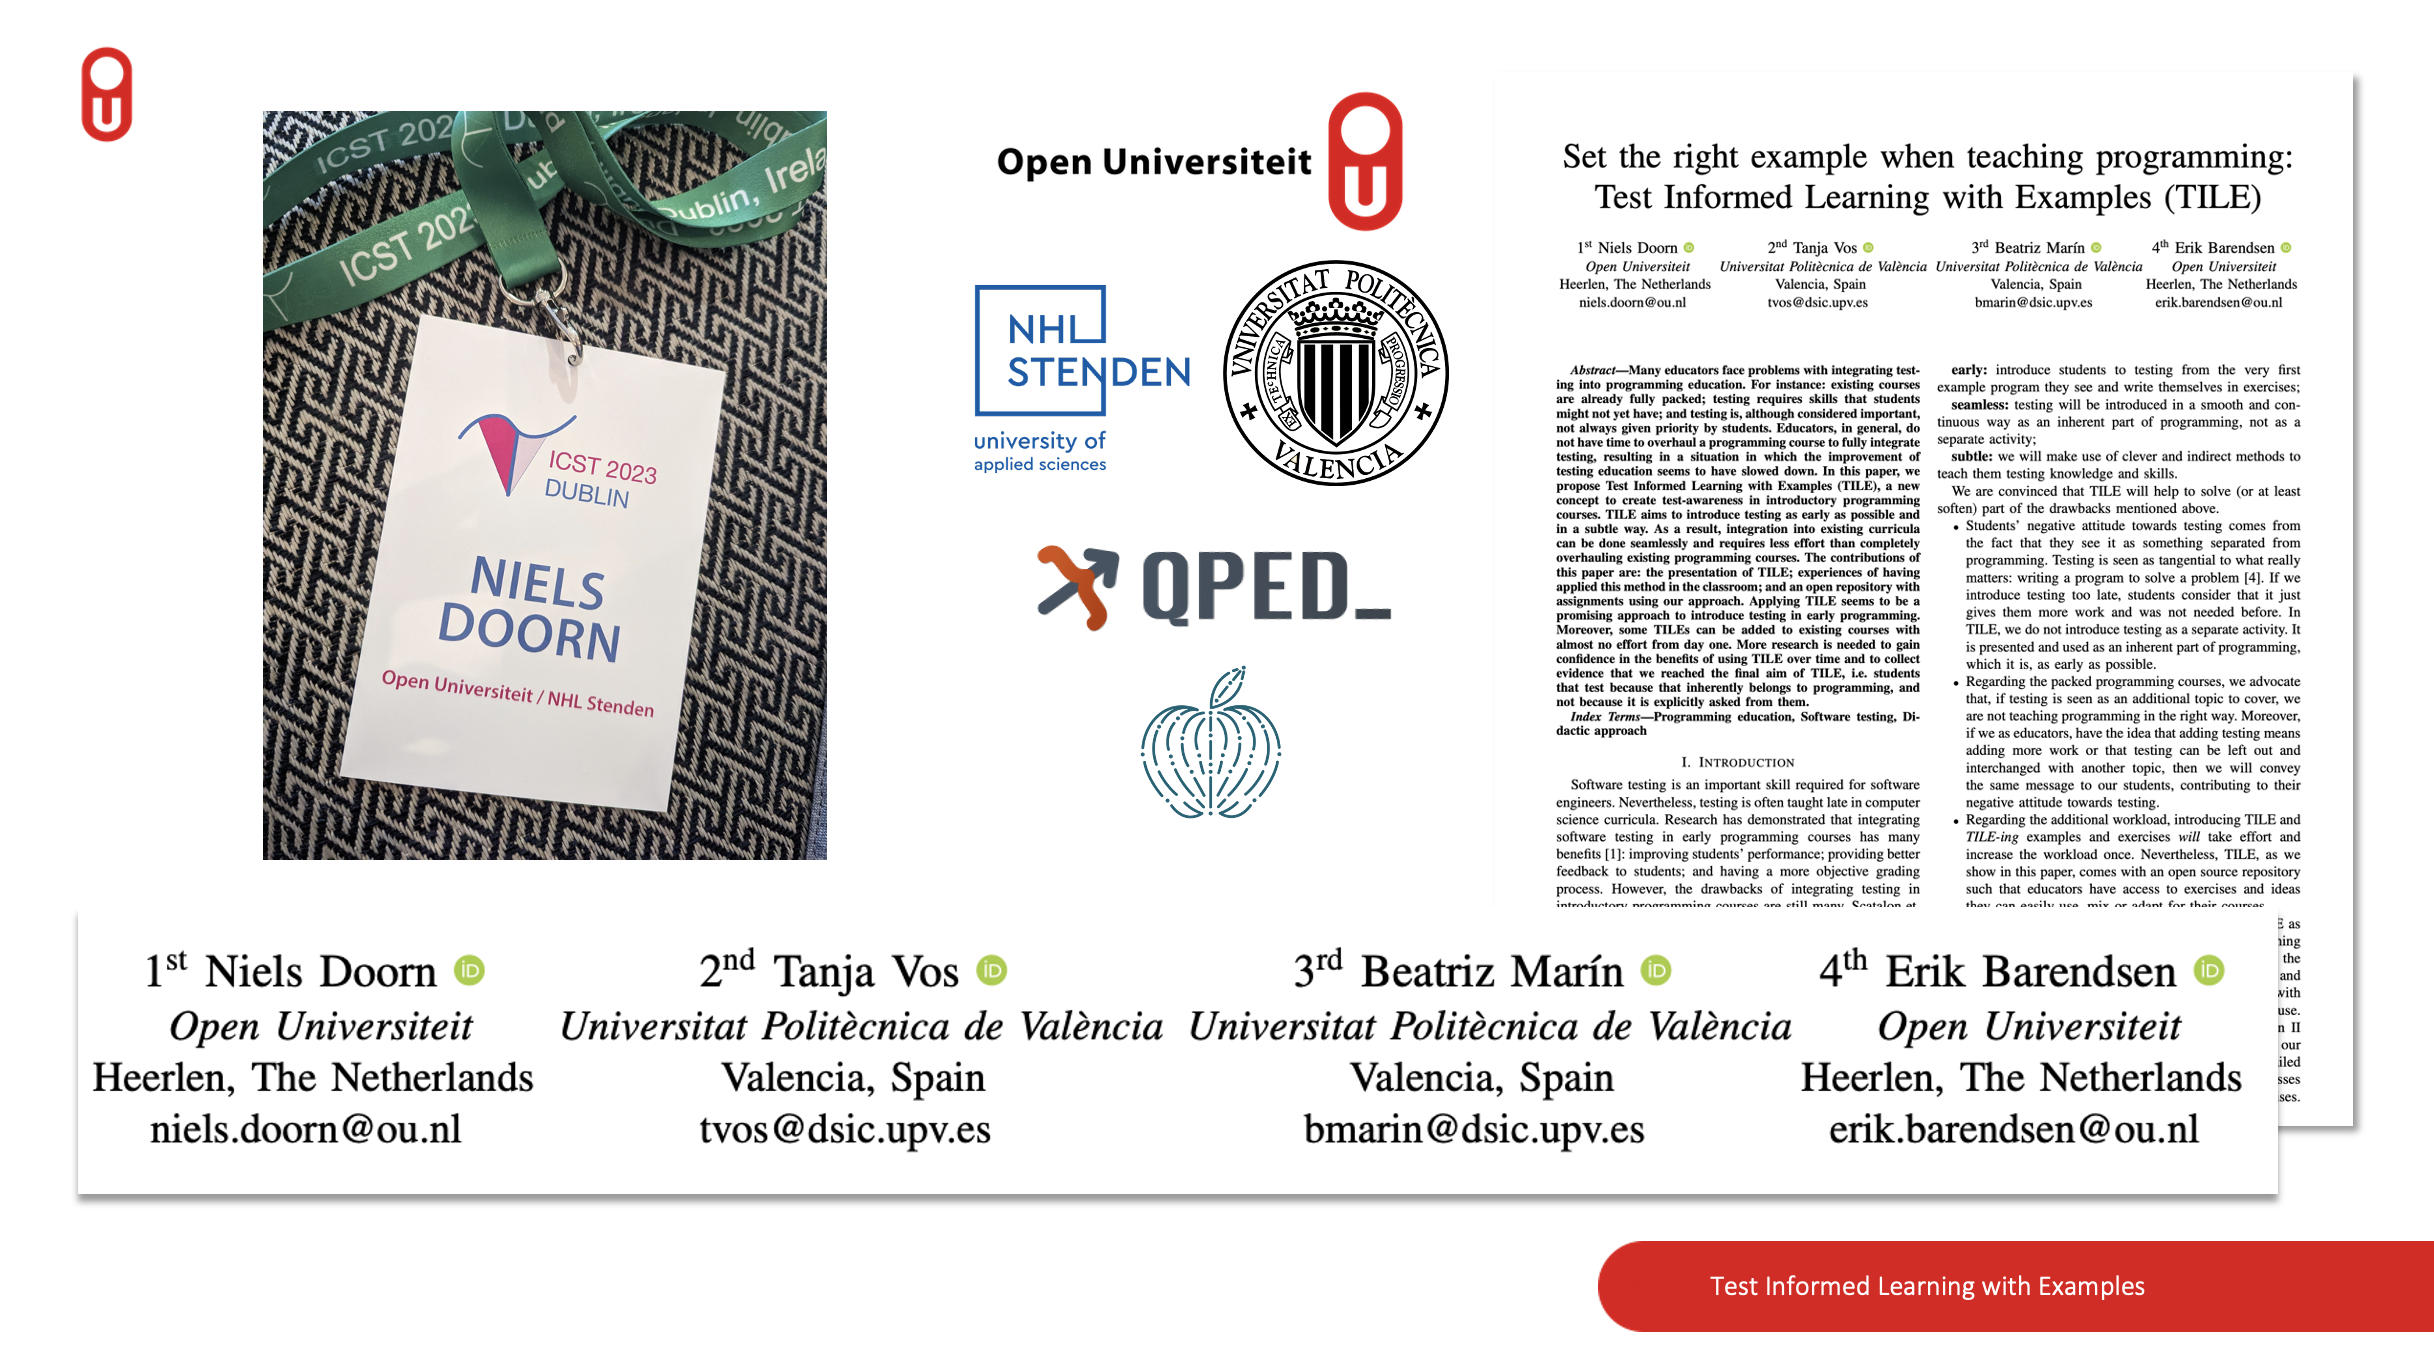 U
ICST 202
ICST 202
Dublin, Irela
ICST 2023
DUBLIN
NIELS
DOORN
Open Universiteit / NHL Stenden
Open Universiteit
U
NHL
STENDEN
university of
applied sciences
VNIVERSITAT POLITÈCNICA
EX TECHNICA
PROGRESSIO
VALENCIA
QPED_
Set the right example when teaching programming:
Test Informed Learning with Examples (TILE)
1st Niels Doorn iD
Open Universiteit
Heerlen, The Netherlands
niels.doorn@ou.nl
2nd Tanja Vos iD
Universitat Politècnica de València
Valencia, Spain
tvos@dsic.upv.es
3rd Beatriz Marín iD
Universitat Politècnica de València
Valencia, Spain
bmarin@dsic.upv.es
4th Erik Barendsen iD
Open Universiteit
Heerlen, The Netherlands
erik.barendsen@ou.nl
Abstract—Many educators face problems with integrating test-
ing into programming education. For instance: existing courses
are already fully packed; testing requires skills that students
might not yet have; and testing is, although considered important,
not always given priority by students. Educators, in general, do
not have time to overhaul a programming course to fully integrate
testing, resulting in a situation in which the improvement of
testing education seems to have slowed down. In this paper, we
propose Test Informed Learning with Examples (TILE), a new
concept to create test-awareness in introductory programming
courses. TILE aims to introduce testing as early as possible and
in a subtle way. As a result, integration into existing curricula
can be done seamlessly and requires less effort than completely
overhauling existing programming courses. The contributions of
this paper are: the presentation of TILE; experiences of having
applied this method in the classroom; and an open repository with
assignments using our approach. Applying TILE seems to be a
promising approach to introduce testing in early programming.
Moreover, some TILEs can be added to existing courses with
almost no effort from day one. More research is needed to gain
confidence in the benefits of using TILE over time and to collect
evidence that we reached the final aim of TILE, i.e. students
that test because that inherently belongs to programming, and
not because it is explicitly asked from them.
Index Terms—Programming education, Software testing, Di-
dactic approach
I. INTRODUCTION
Software testing is an important skill required for software
engineers. Nevertheless, testing is often taught late in computer
science curricula. Research has demonstrated that integrating
software testing in early programming courses has many
benefits [1]: improving students' performance; providing better
feedback to students; and having a more objective grading
process. However, the drawbacks of integrating testing in
introductory programming courses are still many. Scatalon et.
early: introduce students to testing from the very first
example program they see and write themselves in exercises;
seamless: testing will be introduced in a smooth and con-
tinuous way as an inherent part of programming, not as a
separate activity;
subtle: we will make use of clever and indirect methods to
teach them testing knowledge and skills.
We are convinced that TILE will help to solve (or at least
soften) part of the drawbacks mentioned above.
• Students' negative attitude towards testing comes from
the fact that they see it as something separated from
programming. Testing is seen as tangential to what really
matters: writing a program to solve a problem [4]. If we
introduce testing too late, students consider that it just
gives them more work and was not needed before. In
TILE, we do not introduce testing as a separate activity. It
is presented and used as an inherent part of programming,
which it is, as early as possible.
• Regarding the packed programming courses, we advocate
that, if testing is seen as an additional topic to cover, we
are not teaching programming in the right way. Moreover,
if we as educators, have the idea that adding testing means
adding more work or that testing can be left out and
interchanged with another topic, then we will convey
the same message to our students, contributing to their
negative attitude towards testing.
• Regarding the additional workload, introducing TILE and
TILE-ing examples and exercises will take effort and
increase the workload once. Nevertheless, TILE, as we
show in this paper, comes with an open source repository
such that educators have access to exercises and ideas
they can easily use, mix or adapt for their courses.
as
the
and
with
use.
II
our
1st Niels Doorn iD
Open Universiteit
Heerlen, The Netherlands
niels.doorn@ou.nl
2nd Tanja Vos iD
Universitat Politècnica de València
Valencia, Spain
tvos@dsic.upv.es
3rd Beatriz Marín iD
Universitat Politècnica de València
Valencia, Spain
bmarin@dsic.upv.es
4th Erik Barendsen iD
Open Universiteit
Heerlen, The Netherlands
erik.barendsen@ou.nl
Test Informed Learning with Examples